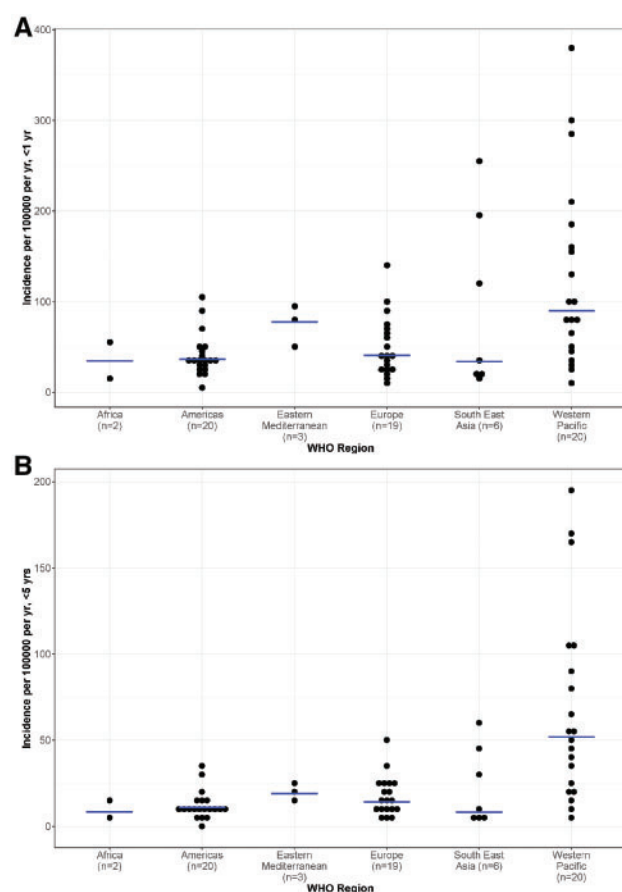 A
Incidence per 100000 per yr, <1 yr
400
300
200
100
0
Africa
(n=2)
Americas
(n=20)
Eastern
Mediterranean
(n=3)
Europe
(n=19)
South East
Asia (n=6)
Western
Pacific
(n=20)
WHO Region
B
Incidence per 100000 per yr, <5 yrs
200
150
100
50
0
Africa
(n=2)
Americas
(n=20)
Eastern
Mediterranean
(n=3)
Europe
(n=19)
South East
Asia (n=6)
Western
Pacific
(n=20)
WHO Region